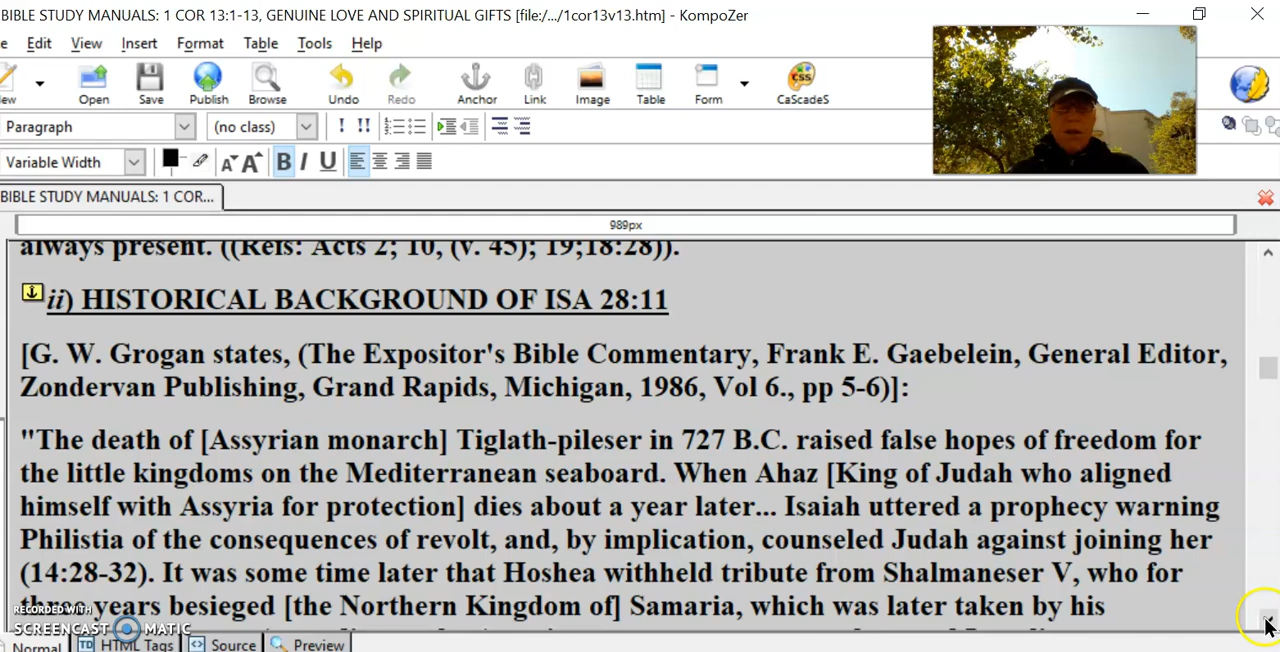 BIBLE STUDY MANUALS: 1 COR 13:1-13, GENUINE LOVE AND SPIRITUAL GIFTS [file:/.../1cor13v13.htm] - KompoZer
Edit View Insert Format Table Tools Help
Open Save Publish Browse Undo Redo Anchor Link Image Table Form CaScadeS
Paragraph (no class) ! !!
Variable Width B I U
BIBLE STUDY MANUALS: 1 COR...
989px
always present. ((Refs: Acts 2; 10, (v. 45); 19;18:28)).
ii) HISTORICAL BACKGROUND OF ISA 28:11
[G. W. Grogan states, (The Expositor's Bible Commentary, Frank E. Gaebelein, General Editor,
Zondervan Publishing, Grand Rapids, Michigan, 1986, Vol 6., pp 5-6)]:
"The death of [Assyrian monarch] Tiglath-pileser in 727 B.C. raised false hopes of freedom for
the little kingdoms on the Mediterranean seaboard. When Ahaz [King of Judah who aligned
himself with Assyria for protection] dies about a year later... Isaiah uttered a prophecy warning
Philistia of the consequences of revolt, and, by implication, counseled Judah against joining her
(14:28-32). It was some time later that Hoshea withheld tribute from Shalmaneser V, who for
years besieged [the Northern Kingdom of] Samaria, which was later taken by his
RECORDED WITH
SCREENCAST MATIC
Normal TD HTML Tags Source Preview